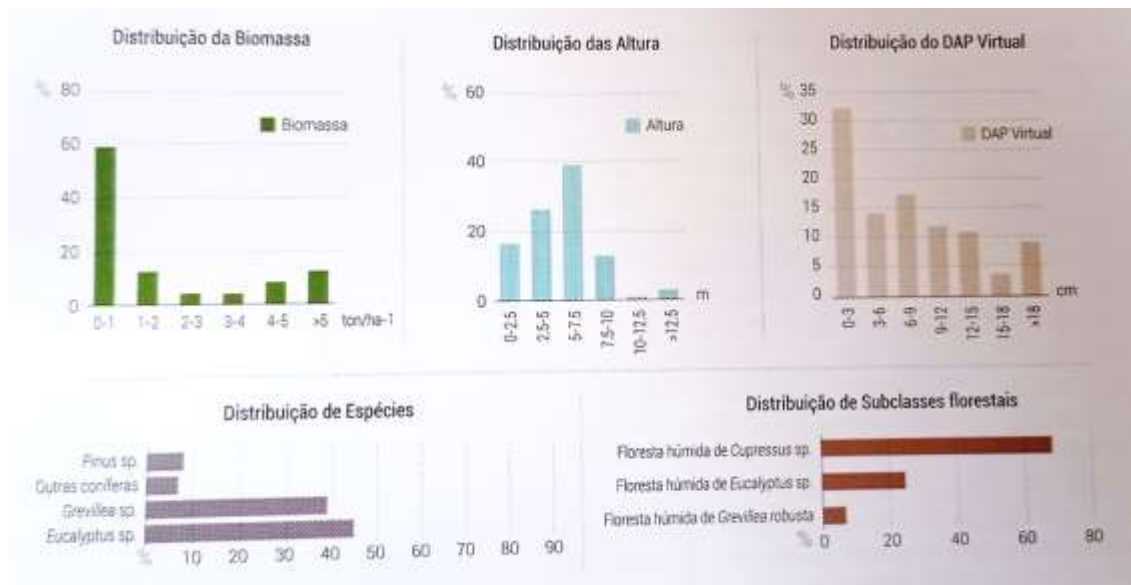 Distribuição da Biomassa
% 80
60
40
20
0
Biomassa
0-1 1-2 2-3 3-4 4-5 >5 ton/ha-1
Distribuição das Altura
% 60
40
20
0
Altura
0-2.5 2.5-5 5-7.5 7.5-10 10-12.5 >12.5 m
Distribuição do DAP Virtual
% 35
30
25
20
15
10
5
0
DAP Virtual
0-3 3-6 6-9 9-12 12-15 15-18 >18 cm
Distribuição de Espécies
Pinus sp.
Outras coníferas
Grevillea sp.
Eucalyptus sp.
% 10 20 30 40 50 60 70 80 90
Distribuição de Subclasses florestais
Floresta húmida de Cupressus sp.
Floresta húmida de Eucalyptus sp.
Floresta húmida de Grevillea robusta
% 0 20 40 60 80